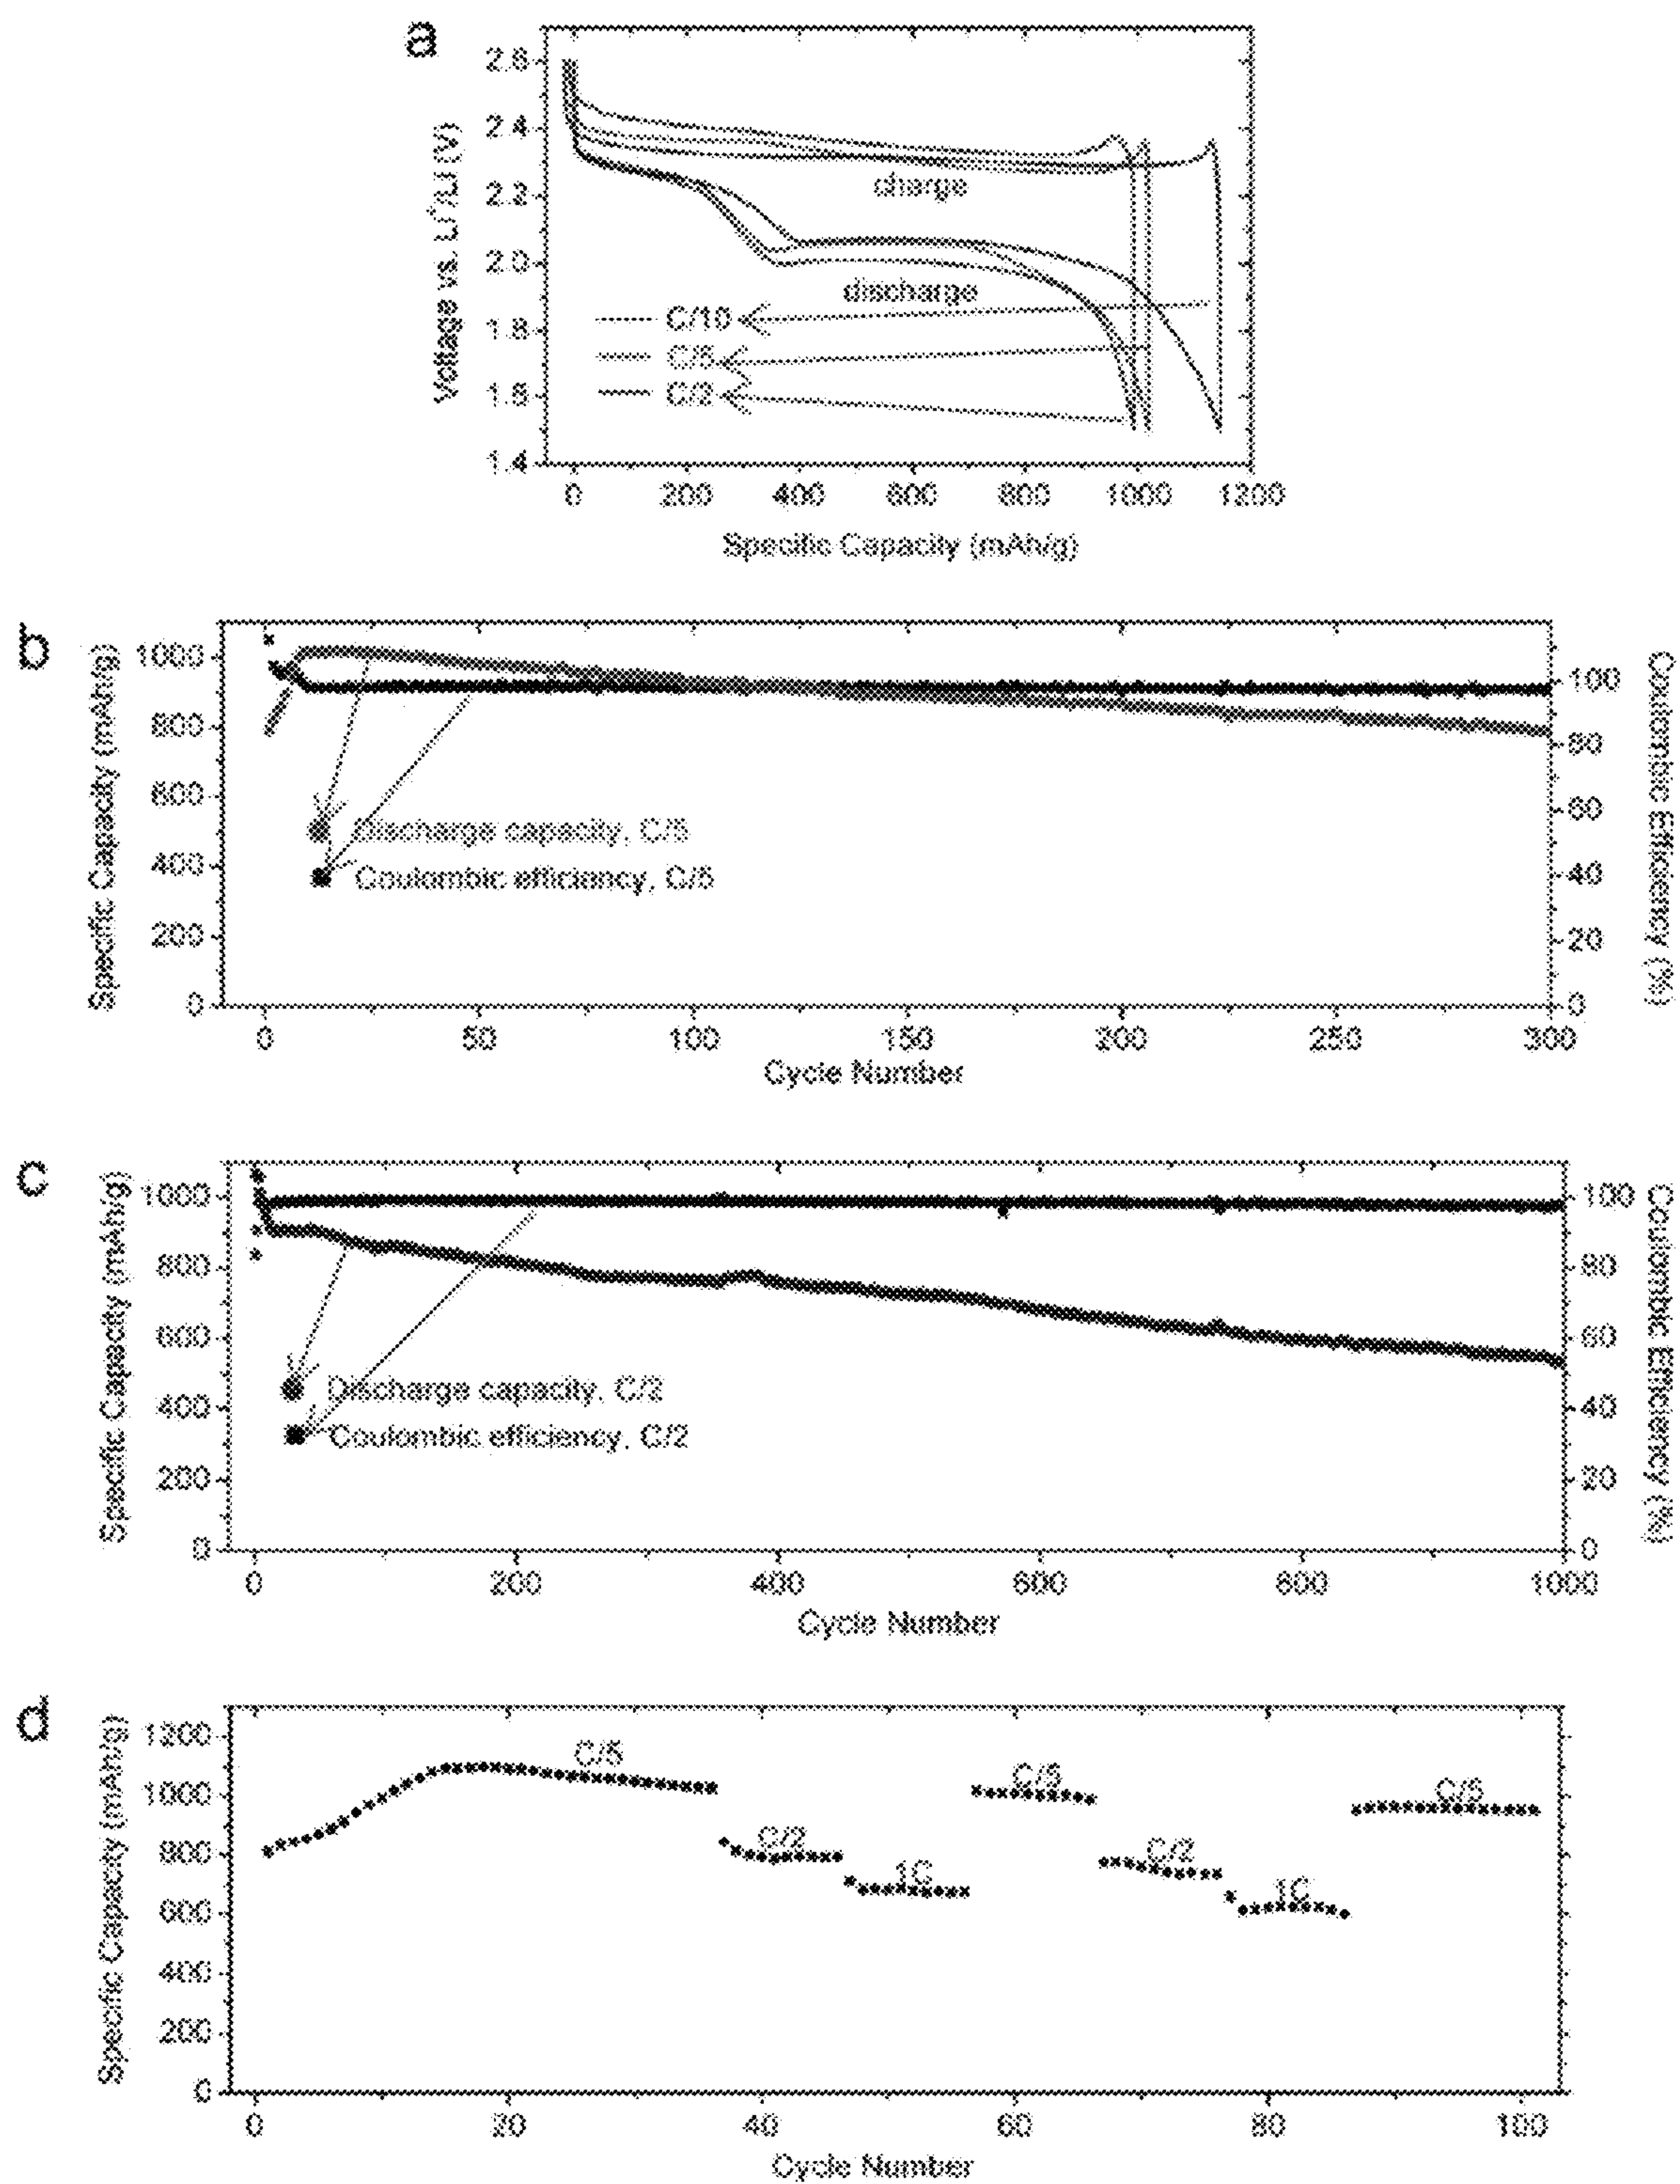 a
2.6
2.4
2.2
2.0
1.8
1.6
1.4
Voltage vs. Li⁺/Li (V)
charge
discharge
C/10
C/5
C/2
0 200 400 600 800 1000 1200
Specific Capacity (mAh/g)
b
1000
800
600
400
200
0
Specific Capacity (mAh/g)
Discharge capacity, C/5
Coulombic efficiency, C/5
100
80
60
40
20
0
Coulombic Efficiency (%)
0 50 100 150 200 250 300
Cycle Number
c
1000
800
600
400
200
0
Specific Capacity (mAh/g)
Discharge capacity, C/2
Coulombic efficiency, C/2
100
80
60
40
20
0
Coulombic Efficiency (%)
0 200 400 600 800 1000
Cycle Number
d
1200
1000
800
600
400
200
0
Specific Capacity (mAh/g)
C/5
C/2
1C
C/5
C/2
1C
C/5
0 20 40 60 80 100
Cycle Number